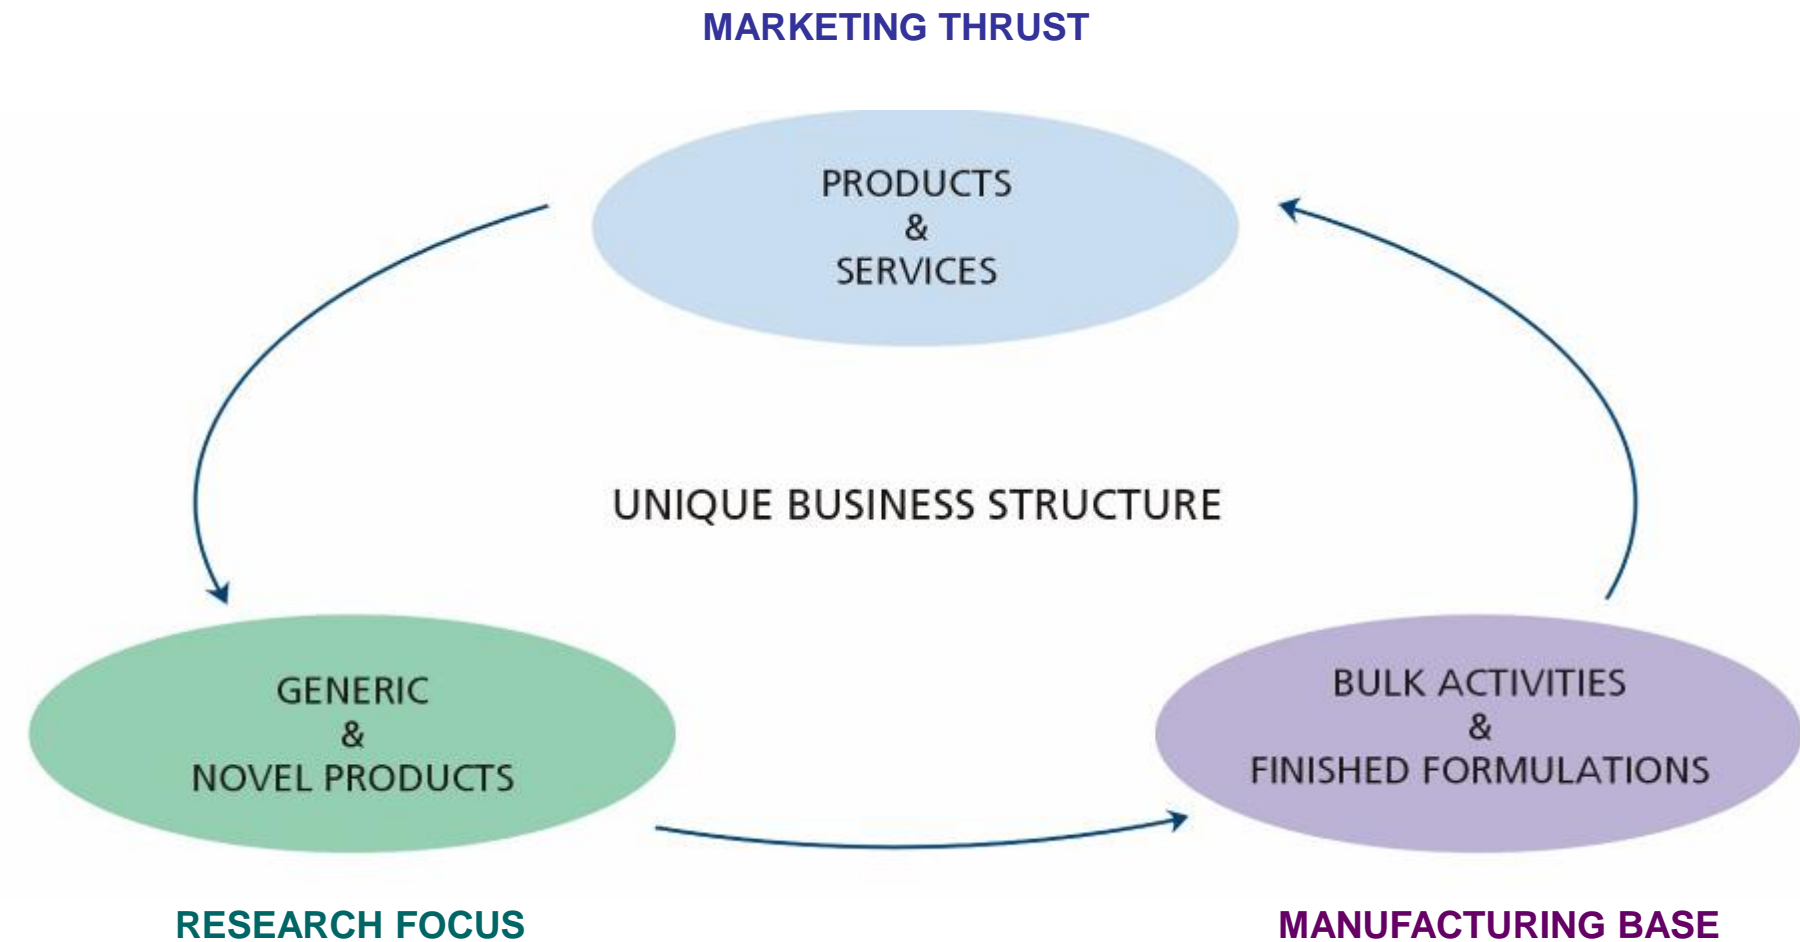 MARKETING THRUST
PRODUCTS
&
SERVICES
UNIQUE BUSINESS STRUCTURE
GENERIC
&
NOVEL PRODUCTS
BULK ACTIVITIES
&
FINISHED FORMULATIONS
RESEARCH FOCUS
MANUFACTURING BASE